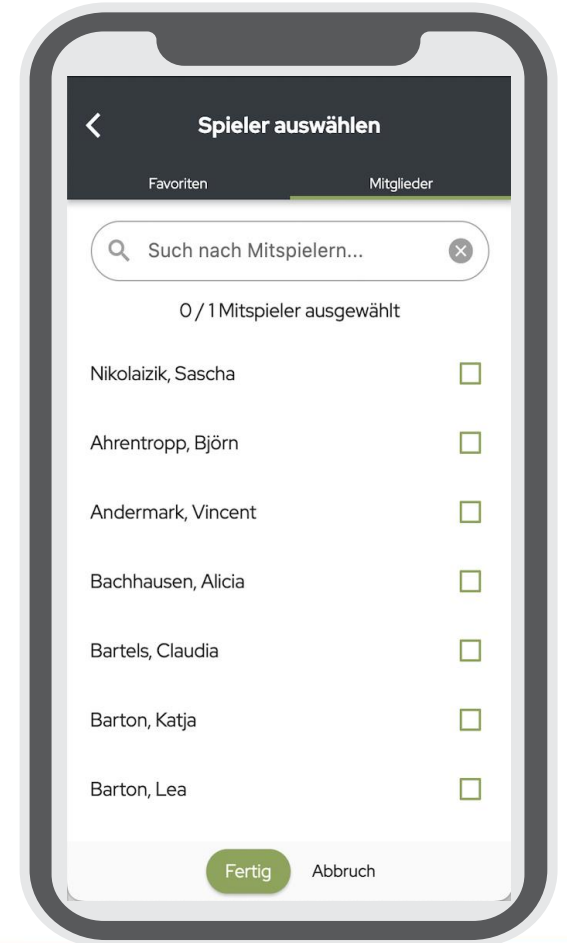 Spieler auswählen
Favoriten Mitglieder
Such nach Mitspielern...
0 / 1 Mitspieler ausgewählt
Nikolaizik, Sascha
Ahrentropp, Björn
Andermark, Vincent
Bachhausen, Alicia
Bartels, Claudia
Barton, Katja
Barton, Lea
Fertig Abbruch